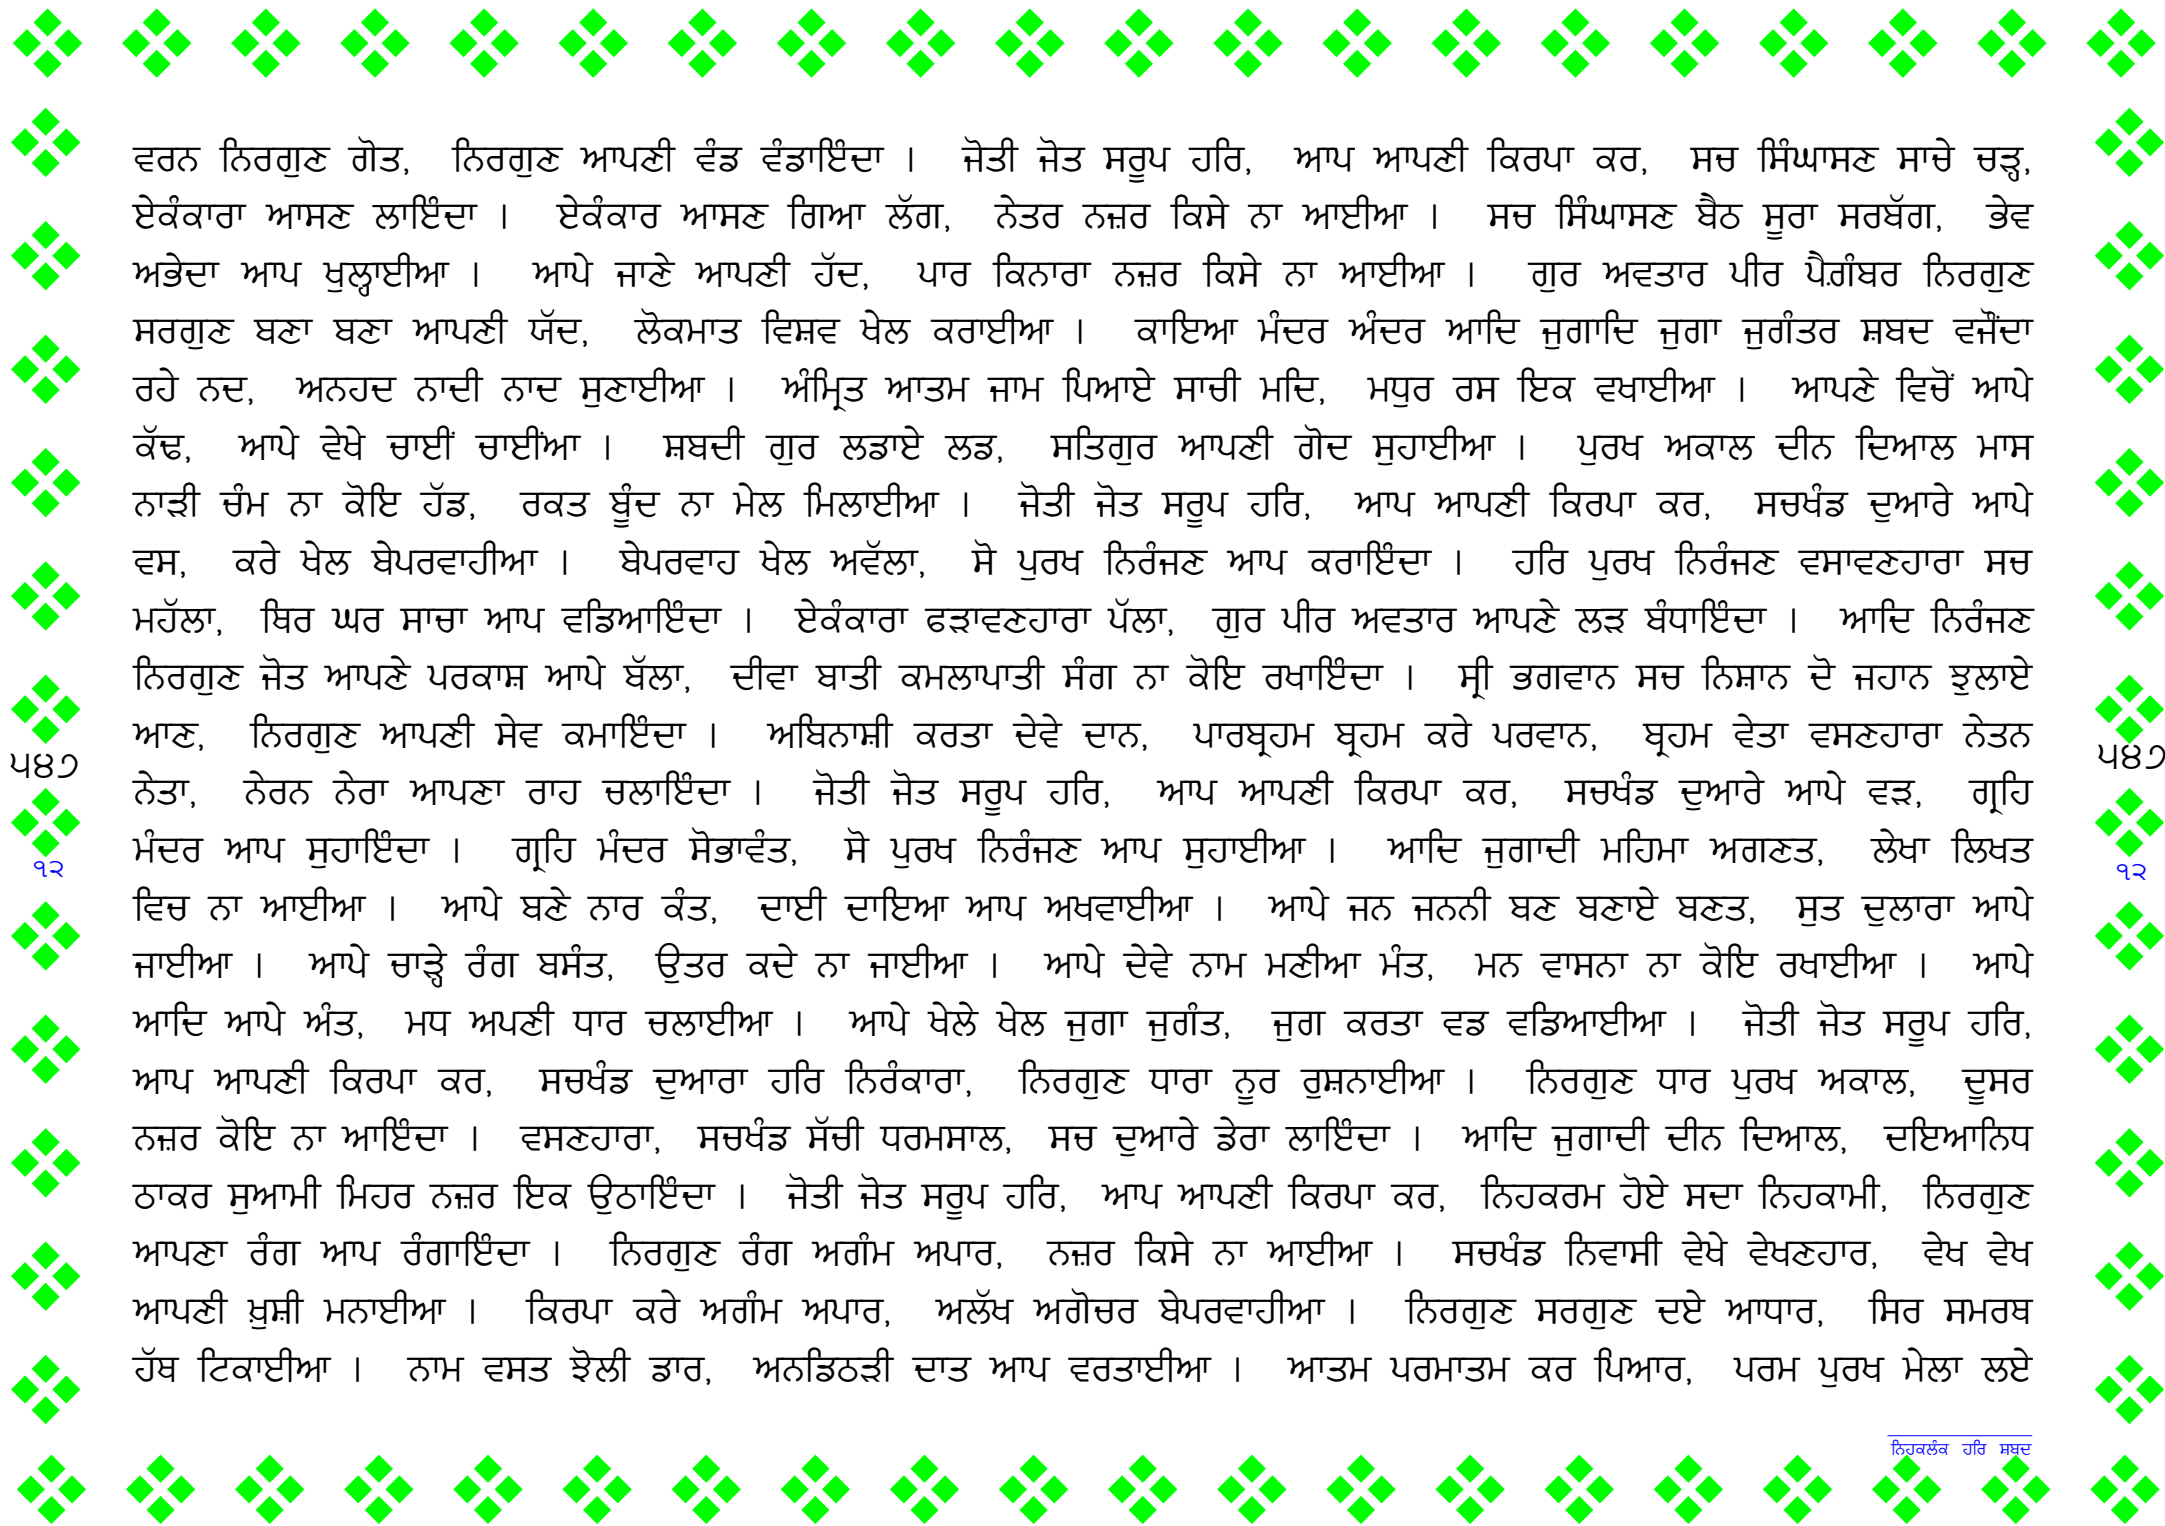 ਵਰਨ ਨਿਰਗੁਣ ਗੋਤ, ਨਿਰਗੁਣ ਆਪਣੀ ਵੰਡ ਵੰਡਾਇੰਦਾ । ਜੋਤੀ ਜੋਤ ਸਰੂਪ ਹਰਿ, ਆਪ ਆਪਣੀ ਕਿਰਪਾ ਕਰ, ਸਚ ਸਿੰਘਾਸਣ ਸਾਚੇ ਚੜ੍ਹ,
ਏਕੰਕਾਰਾ ਆਸਣ ਲਾਇੰਦਾ । ਏਕੰਕਾਰ ਆਸਣ ਗਿਆ ਲੱਗ, ਨੇਤਰ ਨਜ਼ਰ ਕਿਸੇ ਨਾ ਆਈਆ । ਸਚ ਸਿੰਘਾਸਣ ਬੈਠ ਸੂਰਾ ਸਰਬੱਗ, ਭੇਵ
ਅਭੇਦਾ ਆਪ ਖੁਲ੍ਹਾਈਆ । ਆਪੇ ਜਾਣੇ ਆਪਣੀ ਹੱਦ, ਪਾਰ ਕਿਨਾਰਾ ਨਜ਼ਰ ਕਿਸੇ ਨਾ ਆਈਆ । ਗੁਰ ਅਵਤਾਰ ਪੀਰ ਪੈਗ਼ੰਬਰ ਨਿਰਗੁਣ
ਸਰਗੁਣ ਬਣਾ ਬਣਾ ਆਪਣੀ ਯੱਦ, ਲੋਕਮਾਤ ਵਿਸ਼ਵ ਖੇਲ ਕਰਾਈਆ । ਕਾਇਆ ਮੰਦਰ ਅੰਦਰ ਆਦਿ ਜੁਗਾਦਿ ਜੁਗਾ ਜੁਗੰਤਰ ਸ਼ਬਦ ਵਜੌਂਦਾ
ਰਹੇ ਨਦ, ਅਨਹਦ ਨਾਦੀ ਨਾਦ ਸੁਣਾਈਆ । ਅੰਮ੍ਰਿਤ ਆਤਮ ਜਾਮ ਪਿਆਏ ਸਾਚੀ ਮਦਿ, ਮਧੁਰ ਰਸ ਇਕ ਵਖਾਈਆ । ਆਪਣੇ ਵਿਚੋਂ ਆਪੇ
ਕੱਢ, ਆਪੇ ਵੇਖੇ ਚਾਈਂ ਚਾਈਂਆ । ਸ਼ਬਦੀ ਗੁਰ ਲਡਾਏ ਲਡ, ਸਤਿਗੁਰ ਆਪਣੀ ਗੋਦ ਸੁਹਾਈਆ । ਪੁਰਖ ਅਕਾਲ ਦੀਨ ਦਿਆਲ ਮਾਸ
ਨਾੜੀ ਚੰਮ ਨਾ ਕੋਇ ਹੱਡ, ਰਕਤ ਬੂੰਦ ਨਾ ਮੇਲ ਮਿਲਾਈਆ । ਜੋਤੀ ਜੋਤ ਸਰੂਪ ਹਰਿ, ਆਪ ਆਪਣੀ ਕਿਰਪਾ ਕਰ, ਸਚਖੰਡ ਦੁਆਰੇ ਆਪੇ
ਵਸ, ਕਰੇ ਖੇਲ ਬੇਪਰਵਾਹੀਆ । ਬੇਪਰਵਾਹ ਖੇਲ ਅਵੱਲਾ, ਸੋ ਪੁਰਖ ਨਿਰੰਜਣ ਆਪ ਕਰਾਇੰਦਾ । ਹਰਿ ਪੁਰਖ ਨਿਰੰਜਣ ਵਸਾਵਣਹਾਰਾ ਸਚ
ਮਹੱਲਾ, ਥਿਰ ਘਰ ਸਾਚਾ ਆਪ ਵਡਿਆਇੰਦਾ । ਏਕੰਕਾਰਾ ਫੜਾਵਣਹਾਰਾ ਪੱਲਾ, ਗੁਰ ਪੀਰ ਅਵਤਾਰ ਆਪਣੇ ਲੜ ਬੰਧਾਇੰਦਾ । ਆਦਿ ਨਿਰੰਜਣ
ਨਿਰਗੁਣ ਜੋਤ ਆਪਣੇ ਪਰਕਾਸ਼ ਆਪੇ ਬੱਲਾ, ਦੀਵਾ ਬਾਤੀ ਕਮਲਾਪਾਤੀ ਸੰਗ ਨਾ ਕੋਇ ਰਖਾਇੰਦਾ । ਸ੍ਰੀ ਭਗਵਾਨ ਸਚ ਨਿਸ਼ਾਨ ਦੋ ਜਹਾਨ ਝੁਲਾਏ
ਆਣ, ਨਿਰਗੁਣ ਆਪਣੀ ਸੇਵ ਕਮਾਇੰਦਾ । ਅਬਿਨਾਸ਼ੀ ਕਰਤਾ ਦੇਵੇ ਦਾਨ, ਪਾਰਬ੍ਰਹਮ ਬ੍ਰਹਮ ਕਰੇ ਪਰਵਾਨ, ਬ੍ਰਹਮ ਵੇਤਾ ਵਸਣਹਾਰਾ ਨੇਤਨ
ਨੇਤਾ, ਨੇਰਨ ਨੇਰਾ ਆਪਣਾ ਰਾਹ ਚਲਾਇੰਦਾ । ਜੋਤੀ ਜੋਤ ਸਰੂਪ ਹਰਿ, ਆਪ ਆਪਣੀ ਕਿਰਪਾ ਕਰ, ਸਚਖੰਡ ਦੁਆਰੇ ਆਪੇ ਵੜ, ਗ੍ਰਹਿ
ਮੰਦਰ ਆਪ ਸੁਹਾਇੰਦਾ । ਗ੍ਰਹਿ ਮੰਦਰ ਸੋਭਾਵੰਤ, ਸੋ ਪੁਰਖ ਨਿਰੰਜਣ ਆਪ ਸੁਹਾਈਆ । ਆਦਿ ਜੁਗਾਦੀ ਮਹਿਮਾ ਅਗਣਤ, ਲੇਖਾ ਲਿਖਤ
ਵਿਚ ਨਾ ਆਈਆ । ਆਪੇ ਬਣੇ ਨਾਰ ਕੰਤ, ਦਾਈ ਦਾਇਆ ਆਪ ਅਖਵਾਈਆ । ਆਪੇ ਜਨ ਜਨਨੀ ਬਣ ਬਣਾਏ ਬਣਤ, ਸੁਤ ਦੁਲਾਰਾ ਆਪੇ
ਜਾਈਆ । ਆਪੇ ਚਾੜ੍ਹੇ ਰੰਗ ਬਸੰਤ, ਉਤਰ ਕਦੇ ਨਾ ਜਾਈਆ । ਆਪੇ ਦੇਵੇ ਨਾਮ ਮਣੀਆ ਮੰਤ, ਮਨ ਵਾਸਨਾ ਨਾ ਕੋਇ ਰਖਾਈਆ । ਆਪੇ
ਆਦਿ ਆਪੇ ਅੰਤ, ਮਧ ਅਪਣੀ ਧਾਰ ਚਲਾਈਆ । ਆਪੇ ਖੇਲੇ ਖੇਲ ਜੁਗਾ ਜੁਗੰਤ, ਜੁਗ ਕਰਤਾ ਵਡ ਵਡਿਆਈਆ । ਜੋਤੀ ਜੋਤ ਸਰੂਪ ਹਰਿ,
ਆਪ ਆਪਣੀ ਕਿਰਪਾ ਕਰ, ਸਚਖੰਡ ਦੁਆਰਾ ਹਰਿ ਨਿਰੰਕਾਰਾ, ਨਿਰਗੁਣ ਧਾਰਾ ਨੂਰ ਰੁਸ਼ਨਾਈਆ । ਨਿਰਗੁਣ ਧਾਰ ਪੁਰਖ ਅਕਾਲ, ਦੂਸਰ
ਨਜ਼ਰ ਕੋਇ ਨਾ ਆਇੰਦਾ । ਵਸਣਹਾਰਾ, ਸਚਖੰਡ ਸੱਚੀ ਧਰਮਸਾਲ, ਸਚ ਦੁਆਰੇ ਡੇਰਾ ਲਾਇੰਦਾ । ਆਦਿ ਜੁਗਾਦੀ ਦੀਨ ਦਿਆਲ, ਦਇਆਨਿਧ
ਠਾਕਰ ਸੁਆਮੀ ਮਿਹਰ ਨਜ਼ਰ ਇਕ ਉਠਾਇੰਦਾ । ਜੋਤੀ ਜੋਤ ਸਰੂਪ ਹਰਿ, ਆਪ ਆਪਣੀ ਕਿਰਪਾ ਕਰ, ਨਿਹਕਰਮ ਹੋਏ ਸਦਾ ਨਿਹਕਾਮੀ, ਨਿਰਗੁਣ
ਆਪਣਾ ਰੰਗ ਆਪ ਰੰਗਾਇੰਦਾ । ਨਿਰਗੁਣ ਰੰਗ ਅਗੰਮ ਅਪਾਰ, ਨਜ਼ਰ ਕਿਸੇ ਨਾ ਆਈਆ । ਸਚਖੰਡ ਨਿਵਾਸੀ ਵੇਖੇ ਵੇਖਣਹਾਰ, ਵੇਖ ਵੇਖ
ਆਪਣੀ ਖ਼ੁਸ਼ੀ ਮਨਾਈਆ । ਕਿਰਪਾ ਕਰੇ ਅਗੰਮ ਅਪਾਰ, ਅਲੱਖ ਅਗੋਚਰ ਬੇਪਰਵਾਹੀਆ । ਨਿਰਗੁਣ ਸਰਗੁਣ ਦਏ ਆਧਾਰ, ਸਿਰ ਸਮਰਥ
ਹੱਥ ਟਿਕਾਈਆ । ਨਾਮ ਵਸਤ ਝੋਲੀ ਡਾਰ, ਅਨਡਿਠੜੀ ਦਾਤ ਆਪ ਵਰਤਾਈਆ । ਆਤਮ ਪਰਮਾਤਮ ਕਰ ਪਿਆਰ, ਪਰਮ ਪੁਰਖ ਮੇਲਾ ਲਏ
੫੪੭
੫੪੭
੧੨
੧੨
ਨਿਹਕਲੰਕ ਹਰਿ ਸ਼ਬਦ